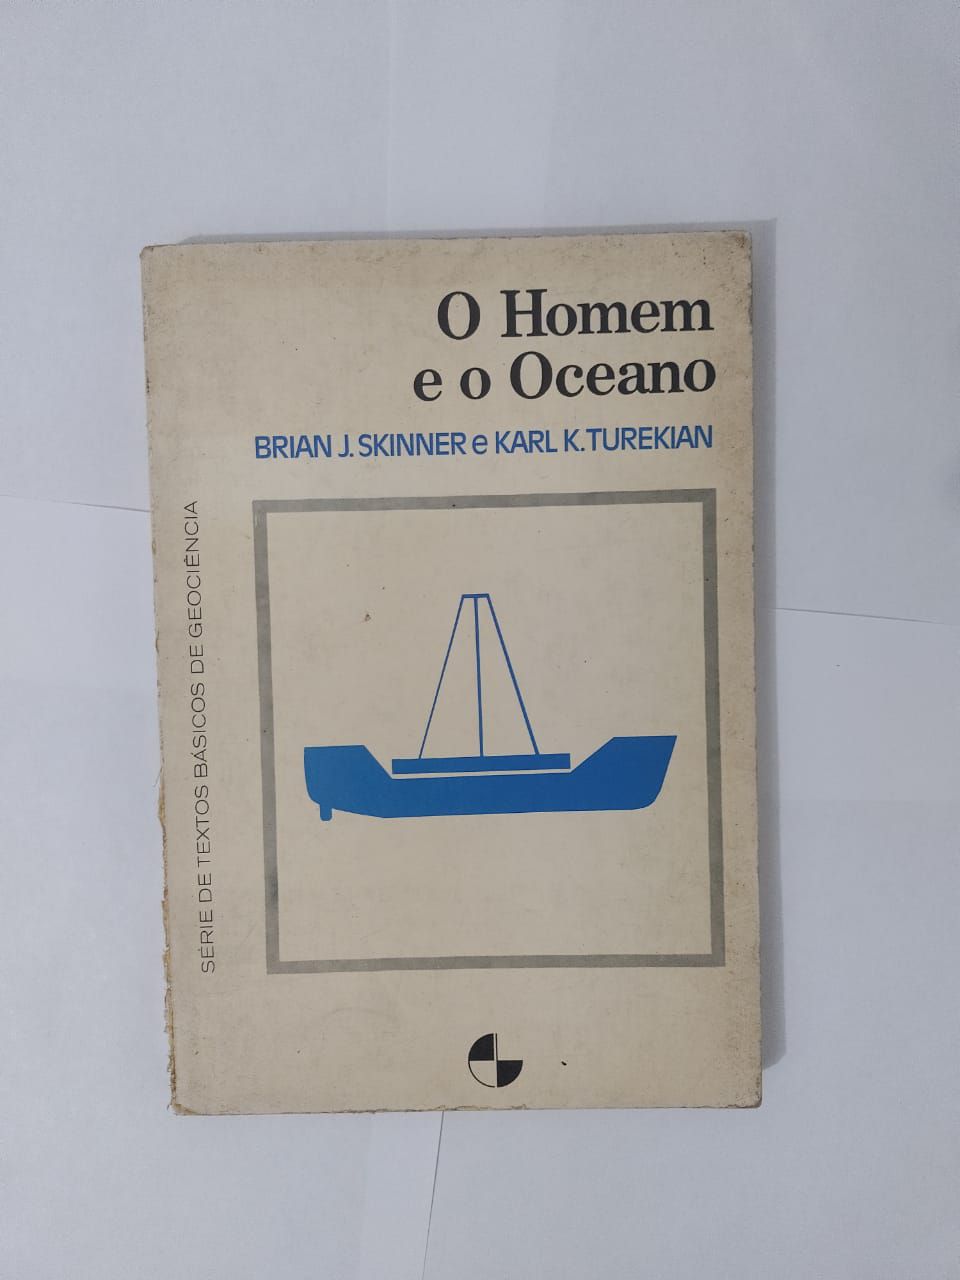 O Homem
e o Oceano
BRIAN J. SKINNER e KARL K. TUREKIAN
SÉRIE DE TEXTOS BÁSICOS DE GEOCIÊNCIA